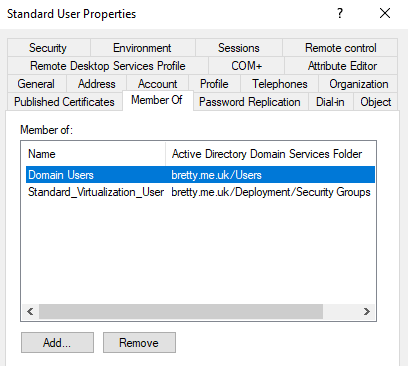 Standard User Properties ? ×
Security Environment Sessions Remote control
Remote Desktop Services Profile COM+ Attribute Editor
General Address Account Profile Telephones Organization
Published Certificates Member Of Password Replication Dial-in Object
Member of:
Name Active Directory Domain Services Folder
Domain Users bretty.me.uk/Users
Standard_Virtualization_User bretty.me.uk/Deployment/Security Groups
Add... Remove